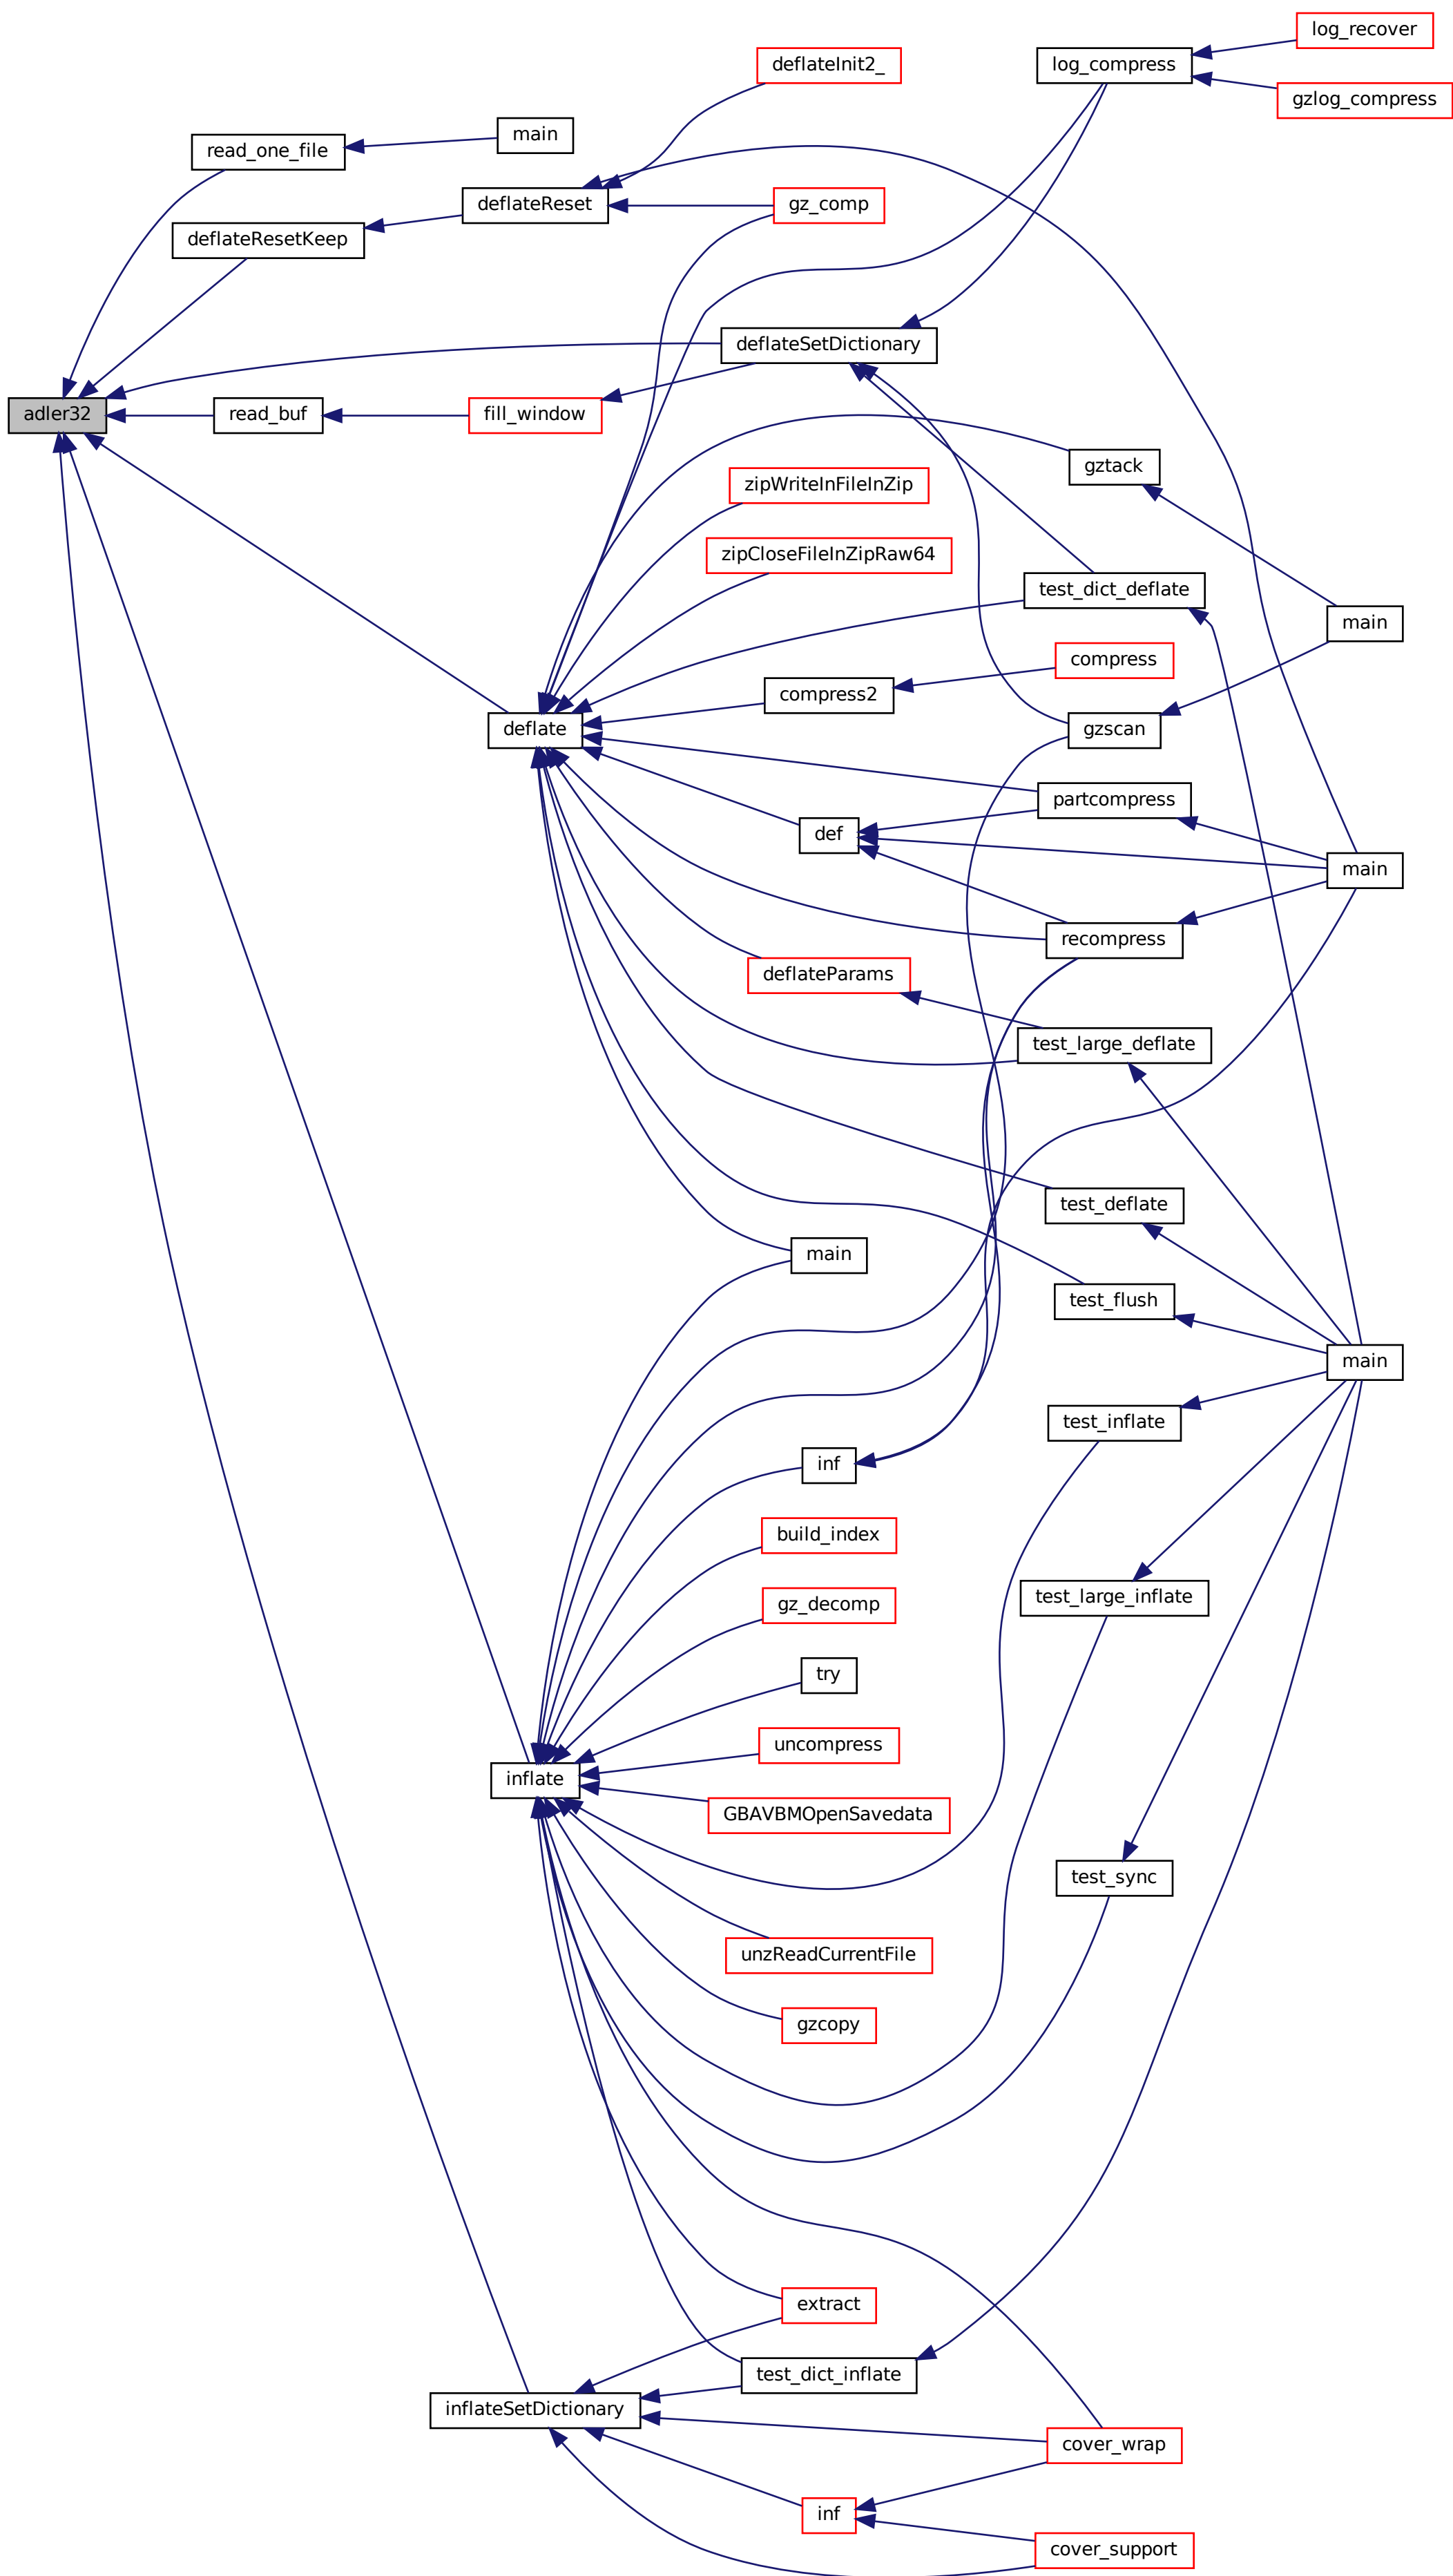 log_recover
deflateInit2_
log_compress
gzlog_compress
main
read_one_file
deflateReset
gz_comp
deflateResetKeep
deflateSetDictionary
adler32
read_buf
fill_window
gztack
zipWriteInFileInZip
zipCloseFileInZipRaw64
test_dict_deflate
main
compress
compress2
deflate
gzscan
partcompress
def
main
recompress
deflateParams
test_large_deflate
test_deflate
main
test_flush
main
test_inflate
inf
build_index
gz_decomp
test_large_inflate
try
uncompress
inflate
GBAVBMOpenSavedata
test_sync
unzReadCurrentFile
gzcopy
extract
test_dict_inflate
inflateSetDictionary
cover_wrap
inf
cover_support